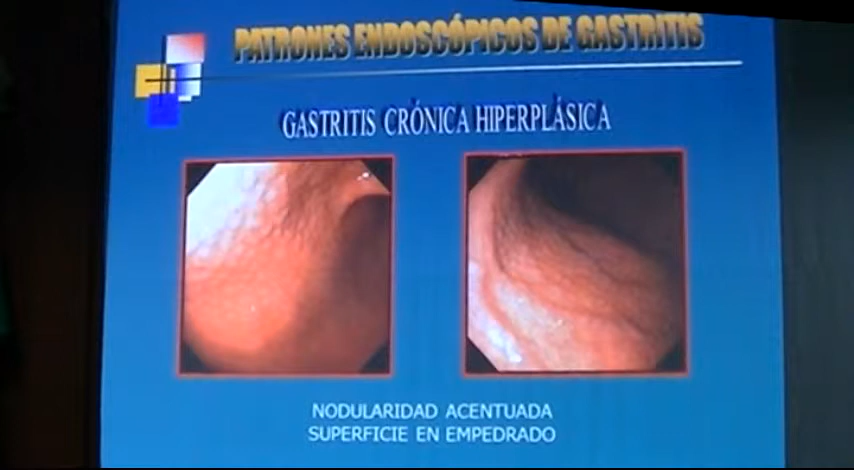 PATRONES ENDOSCÓPICOS DE GASTRITIS
GASTRITIS CRÓNICA HIPERPLÁSICA
NODULARIDAD ACENTUADA
SUPERFICIE EN EMPEDRADO